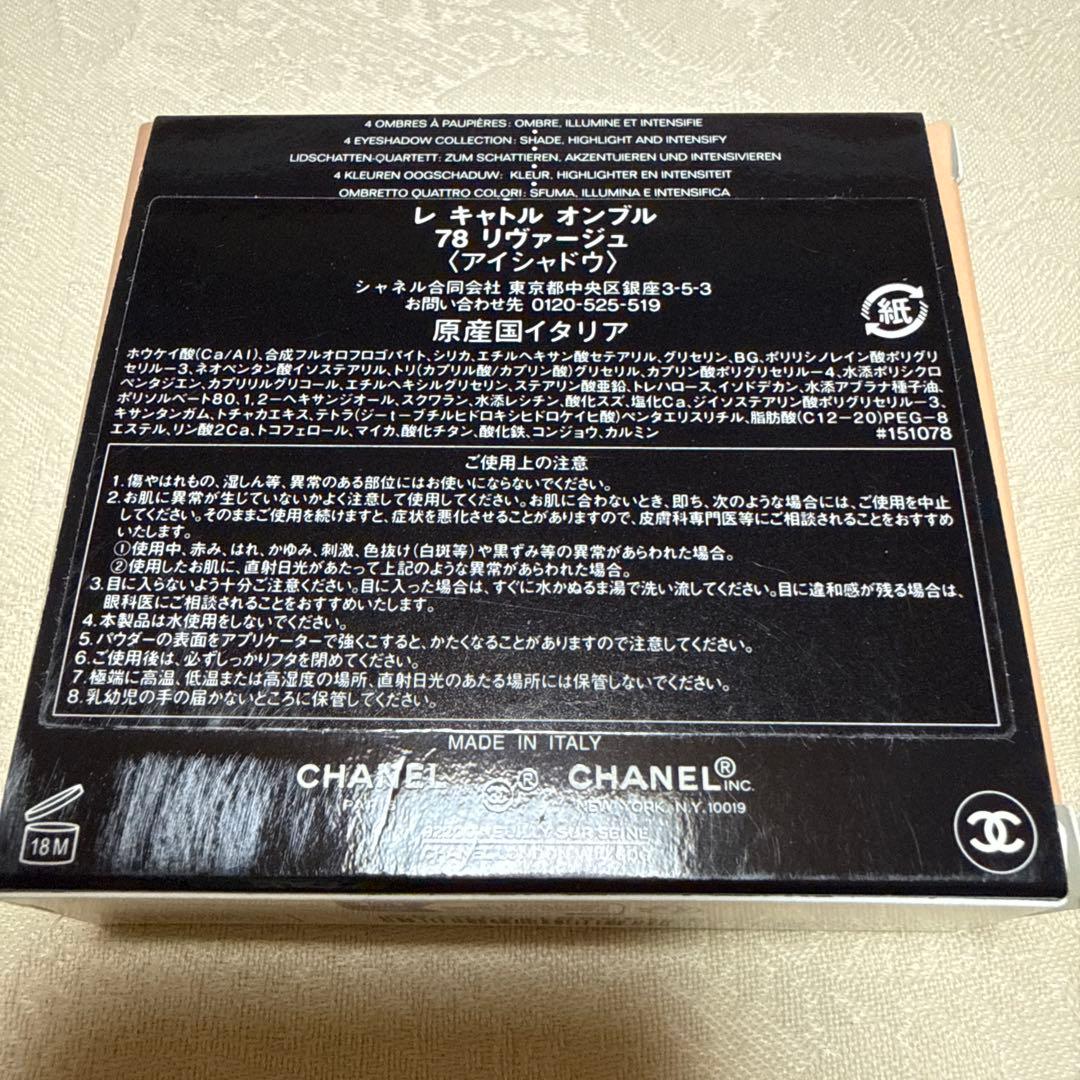 4 OMBRES À PAUPIÈRES: OMBRE, ILLUMINE ET INTENSIFIE
4 EYESHADOW COLLECTION: SHADE, HIGHLIGHT AND INTENSIFY
LIDSCHATTEN-QUARTETT: ZUM SCHATTIEREN, AKZENTUIEREN UND INTENSIVIEREN
4 KLEUREN OOGSCHADUW: KLEUR, HIGHLIGHTER EN INTENSITEIT
OMBRETTO QUATTRO COLORI: SFUMA, ILLUMINA E INTENSIFICA
レ キャトル オンブル
78 リヴァージュ
〈アイシャドウ〉
シャネル合同会社 東京都中央区銀座3-5-3
お問い合わせ先 0120-525-519
原産国イタリア
紙
ホウケイ酸(Ca/Al)、合成フルオロフロゴパイト、シリカ、エチルヘキサン酸セテアリル、グリセリン、BG、ポリリシノレイン酸ポリグリ
セリル-3、ネオペンタン酸イソステアリル、トリ(カプリル酸/カプリン酸)グリセリル、カプリン酸ポリグリセリル-4、水添ポリシクロ
ペンタジエン、カプリリルグリコール、エチルヘキシルグリセリン、ステアリン酸亜鉛、トレハロース、イソドデカン、水添アブラナ種子油、
ポリソルベート80、1,2-ヘキサンジオール、スクワラン、水添レシチン、酸化スズ、塩化Ca、ジイソステアリン酸ポリグリセリル-3、
キサンタンガム、トチャカエキス、テトラ(ジ-t-ブチルヒドロキシヒドロケイヒ酸)ペンタエリスリチル、脂肪酸(C12-20)PEG-8
エステル、リン酸2Ca、トコフェロール、マイカ、酸化チタン、酸化鉄、コンジョウ、カルミン
#151078
ご使用上の注意
1.傷やはれもの、湿しん等、異常のある部位にはお使いにならないでください。
2.お肌に異常が生じていないかよく注意して使用してください。お肌に合わないとき、即ち、次のような場合には、ご使用を中止
してください。そのままご使用を続けますと、症状を悪化させることがありますので、皮膚科専門医等にご相談されることをおすすめ
いたします。
①使用中、赤み、はれ、かゆみ、刺激、色抜け(白斑等)や黒ずみ等の異常があらわれた場合。
②使用したお肌に、直射日光があたって上記のような異常があらわれた場合。
3.目に入らないよう十分ご注意ください。目に入った場合は、すぐに水かぬるま湯で洗い流してください。目に違和感が残る場合は、
眼科医にご相談されることをおすすめいたします。
4.本製品は水使用をしないでください。
5.パウダーの表面をアプリケーターで強くこすると、かたくなることがありますので注意してください。
6.ご使用後は、必ずしっかりフタを閉めてください。
7.極端に高温、低温または高湿度の場所、直射日光のあたる場所には保管しないでください。
8.乳幼児の手の届かないところに保管してください。
MADE IN ITALY
CHANEL ® CHANEL® INC.
PARIS NEW YORK, N.Y. 10019
NEUILLY SUR SEINE
18M